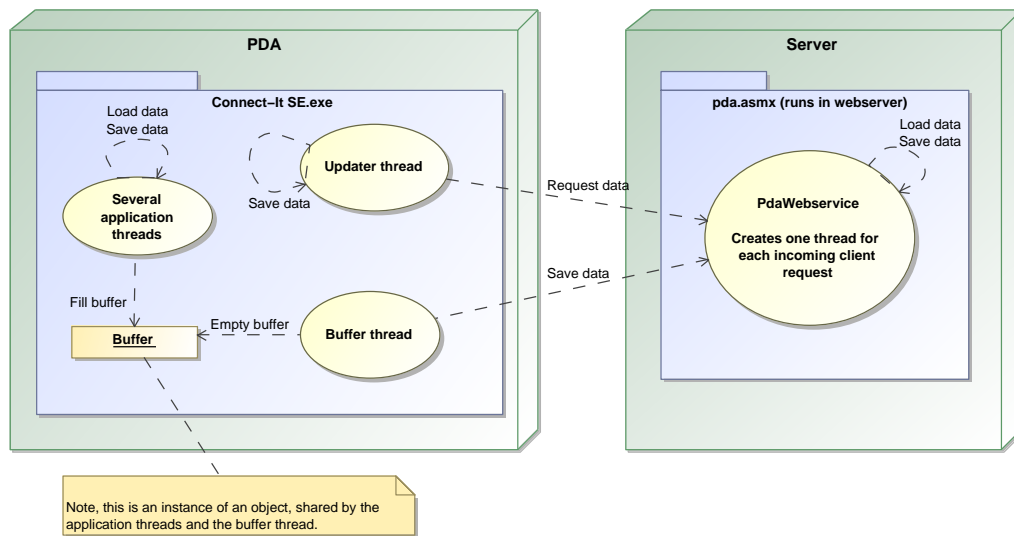 PDA
Server
Connect–It SE.exe
pda.asmx (runs in webserver)
Load data
Save data
Updater thread
Save data
Several
application
threads
Request data
Load data
Save data
PdaWebservice
Creates one thread for
each incoming client
request
Save data
Fill buffer
Empty buffer
Buffer
Buffer thread
Note, this is an instance of an object, shared by the
application threads and the buffer thread.